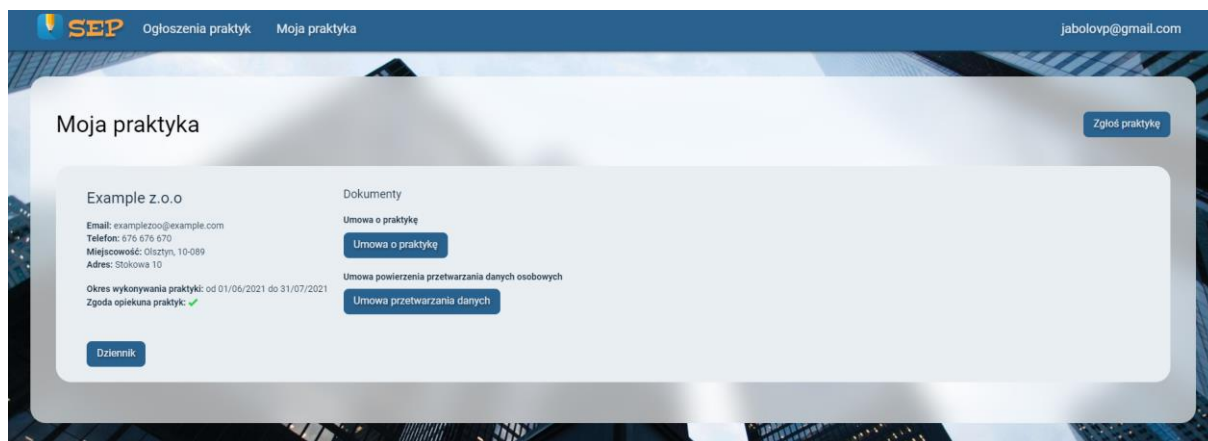 SEP Ogłoszenia praktyk Moja praktyka jabolovp@gmail.com
Moja praktyka
Zgłoś praktykę
Example z.o.o
Email: examplezoo@example.com
Telefon: 676 676 670
Miejscowość: Olsztyn, 10-089
Adres: Stokowa 10
Okres wykonywania praktyki: od 01/06/2021 do 31/07/2021
Zgoda opiekuna praktyk:
Dziennik
Dokumenty
Umowa o praktykę
Umowa o praktykę
Umowa powierzenia przetwarzania danych osobowych
Umowa przetwarzania danych